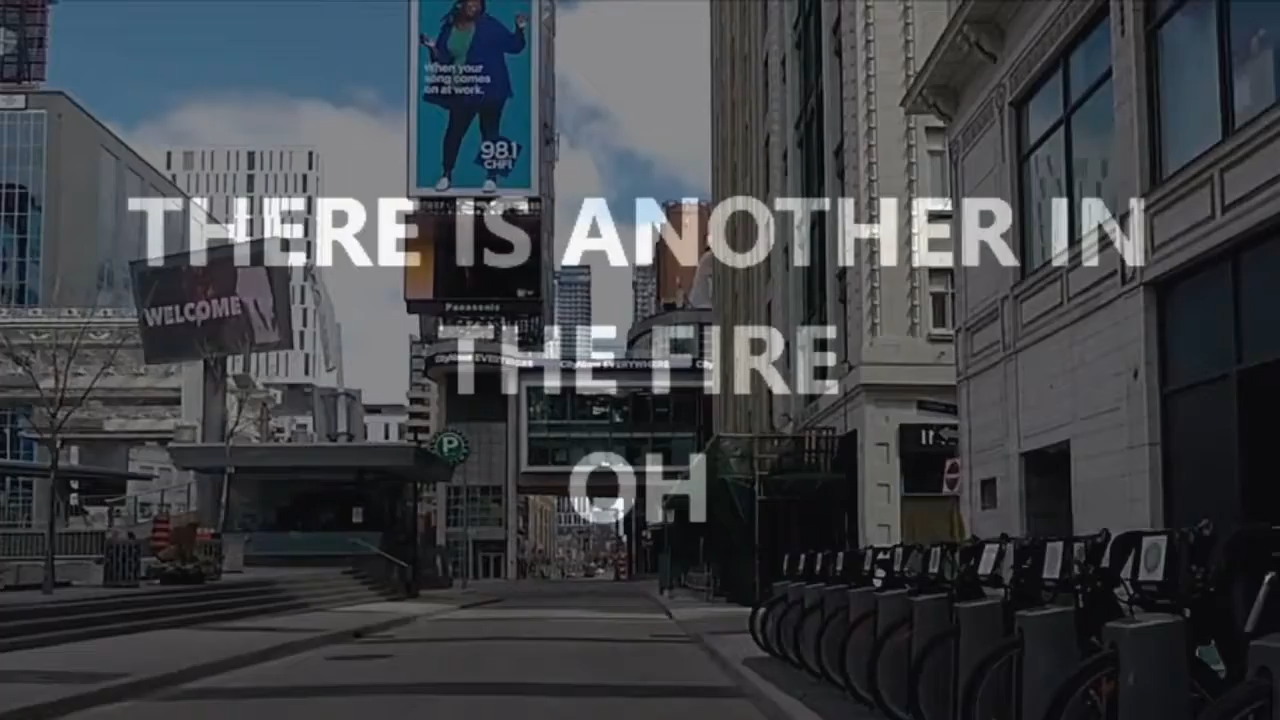 When your
song comes
on at work.
98.1
CHFI
THERE IS ANOTHER IN
WELCOME
Panasonic
THE FIRE
P
OH